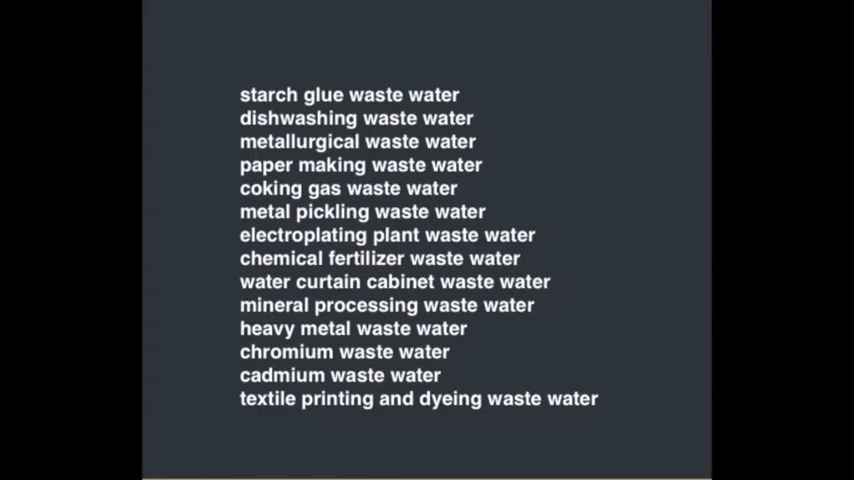 starch glue waste water
dishwashing waste water
metallurgical waste water
paper making waste water
coking gas waste water
metal pickling waste water
electroplating plant waste water
chemical fertilizer waste water
water curtain cabinet waste water
mineral processing waste water
heavy metal waste water
chromium waste water
cadmium waste water
textile printing and dyeing waste water